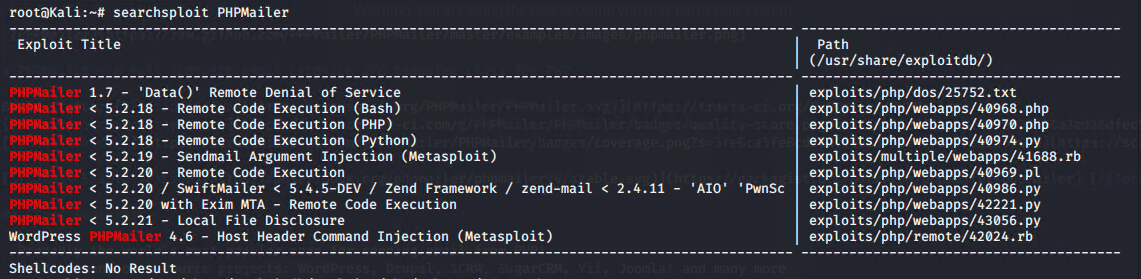 root@Kali:~# searchsploit PHPMailer
Exploit Title | Path
| (/usr/share/exploitdb/)
PHPMailer 1.7 - 'Data()' Remote Denial of Service | exploits/php/dos/25752.txt
PHPMailer < 5.2.18 - Remote Code Execution (Bash) | exploits/php/webapps/40968.php
PHPMailer < 5.2.18 - Remote Code Execution (PHP) | exploits/php/webapps/40970.php
PHPMailer < 5.2.18 - Remote Code Execution (Python) | exploits/php/webapps/40974.py
PHPMailer < 5.2.19 - Sendmail Argument Injection (Metasploit) | exploits/multiple/webapps/41688.rb
PHPMailer < 5.2.20 - Remote Code Execution | exploits/php/webapps/40969.pl
PHPMailer < 5.2.20 / SwiftMailer < 5.4.5-DEV / Zend Framework / zend-mail < 2.4.11 - 'AIO' 'PwnSc | exploits/php/webapps/40986.py
PHPMailer < 5.2.20 with Exim MTA - Remote Code Execution | exploits/php/webapps/42221.py
PHPMailer < 5.2.21 - Local File Disclosure | exploits/php/webapps/43056.py
WordPress PHPMailer 4.6 - Host Header Command Injection (Metasploit) | exploits/php/remote/42024.rb
Shellcodes: No Result